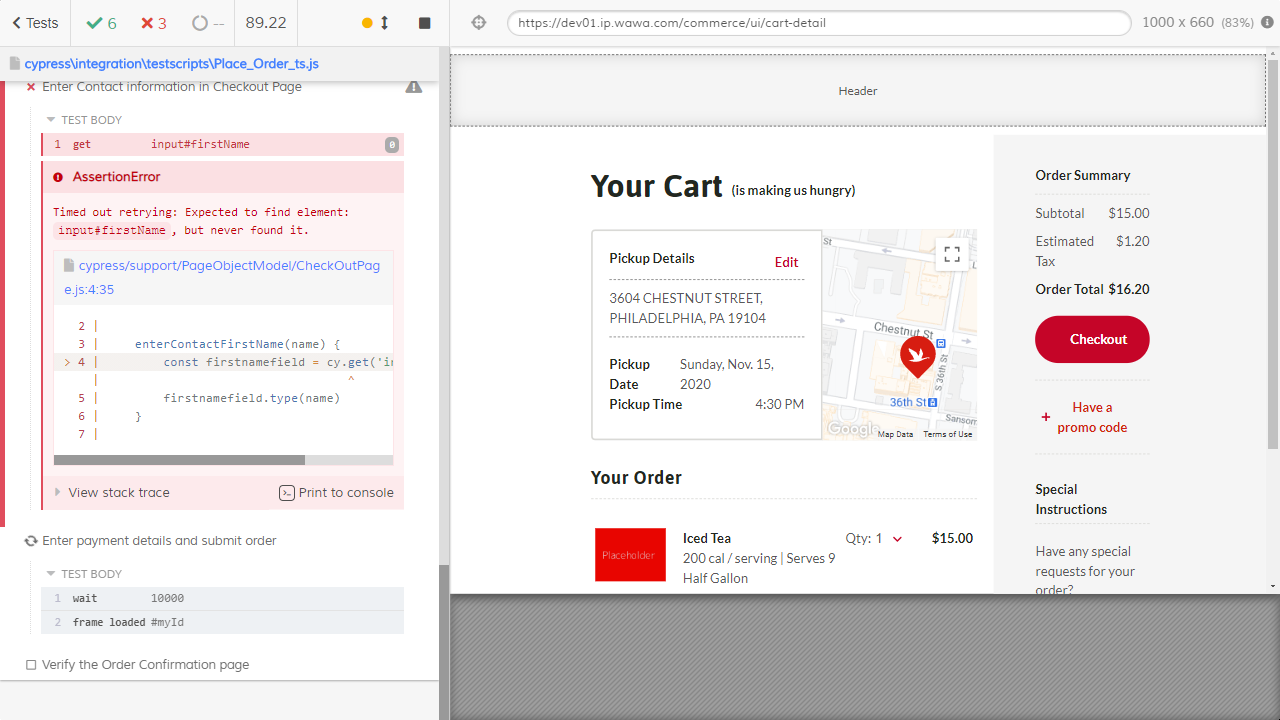 Tests
6
3
--
89.22
https://dev01.ip.wawa.com/commerce/ui/cart-detail
1000 x 660 (83%)
cypress\integration\testscripts\Place_Order_ts.js
Enter Contact information in Checkout Page
TEST BODY
1 get input#firstName 0
AssertionError
Timed out retrying: Expected to find element:
input#firstName , but never found it.
cypress/support/PageObjectModel/CheckOutPag
e.js:4:35
2 |
3 | enterContactFirstName(name) {
> 4 | const firstnamefield = cy.get('in
| ^
5 | firstnamefield.type(name)
6 | }
7 |
View stack trace
Print to console
Enter payment details and submit order
TEST BODY
1 wait 10000
2 frame loaded #myId
Verify the Order Confirmation page
Header
Your Cart (is making us hungry)
Pickup Details Edit
3604 CHESTNUT STREET,
PHILADELPHIA, PA 19104
Pickup Date Sunday, Nov. 15, 2020
Pickup Time 4:30 PM
St
Chestnut St
S 36th St
36th St
Sansom
Google
Map Data
Terms of Use
Your Order
Placeholder
Iced Tea Qty: 1 $15.00
200 cal / serving | Serves 9
Half Gallon
Order Summary
Subtotal $15.00
Estimated Tax $1.20
Order Total $16.20
Checkout
+ Have a
promo code
Special
Instructions
Have any special
requests for your
order?